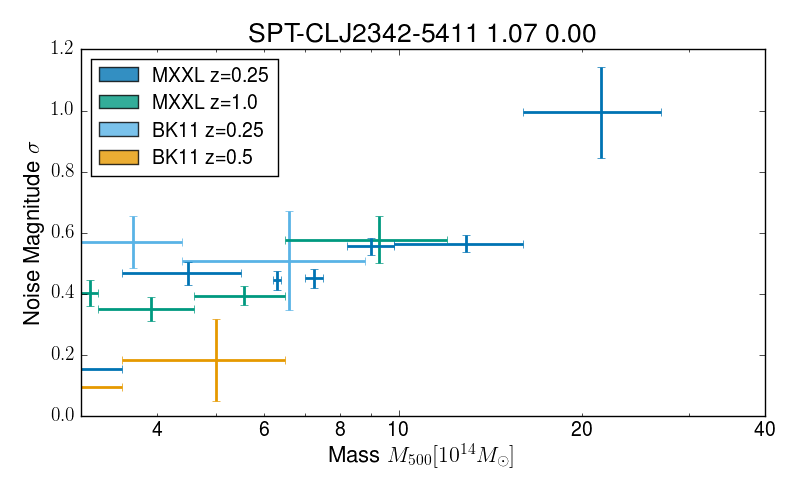 SPT-CLJ2342-5411 1.07 0.00
MXXL z=0.25
MXXL z=1.0
BK11 z=0.25
BK11 z=0.5
Noise Magnitude σ
1.2
1.0
0.8
0.6
0.4
0.2
0.0
4 6 8 10 20 40
Mass M₅₀₀[10¹⁴M☉]